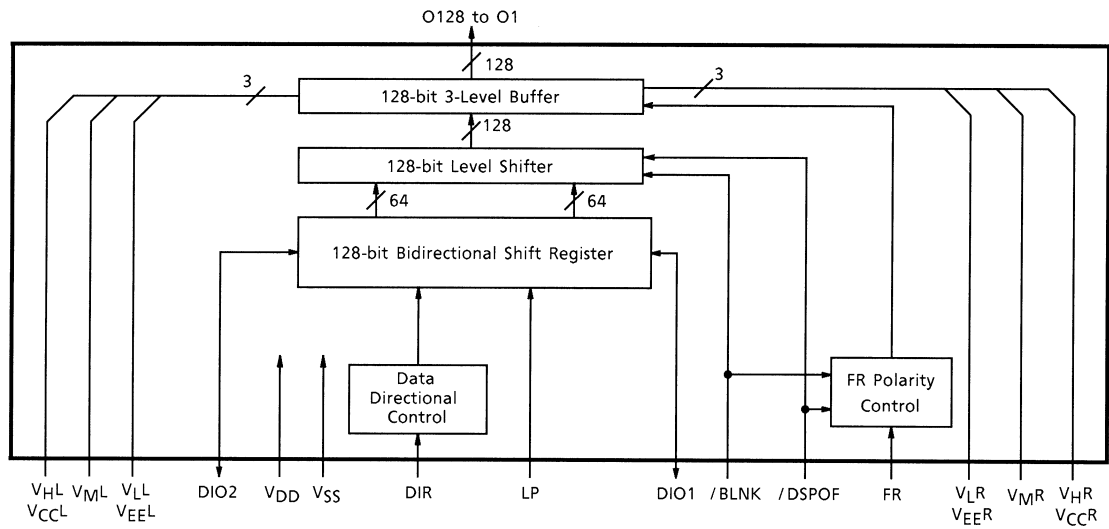 O128 to O1
128
3
128-bit 3-Level Buffer
3
128
128-bit Level Shifter
64
64
128-bit Bidirectional Shift Register
Data
Directional
Control
FR Polarity
Control
VHL
VCCL
VML
VLL
VEEL
DIO2
VDD
VSS
DIR
LP
DIO1
/BLNK
/DSPOF
FR
VLR
VEER
VMR
VHR
VCCR